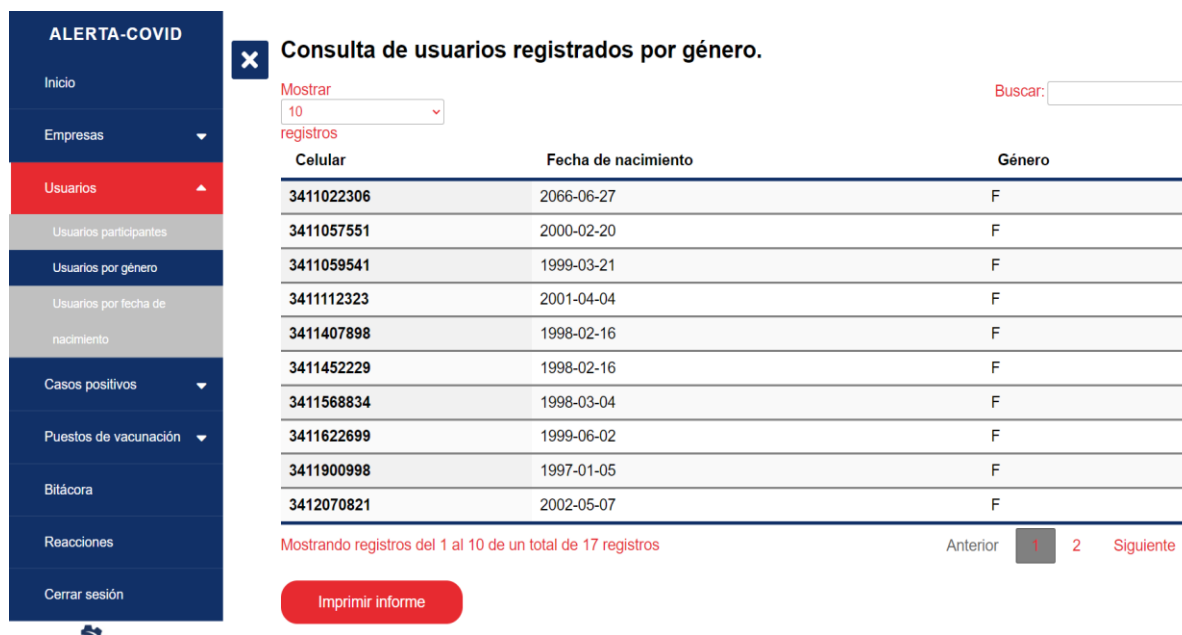 ALERTA-COVID
Inicio
Empresas
Usuarios
Usuarios participantes
Usuarios por género
Usuarios por fecha de
nacimiento
Casos positivos
Puestos de vacunación
Bitácora
Reacciones
Cerrar sesión
Consulta de usuarios registrados por género.
Mostrar
10
registros
Buscar:
Celular Fecha de nacimiento Género
3411022306 2066-06-27 F
3411057551 2000-02-20 F
3411059541 1999-03-21 F
3411112323 2001-04-04 F
3411407898 1998-02-16 F
3411452229 1998-02-16 F
3411568834 1998-03-04 F
3411622699 1999-06-02 F
3411900998 1997-01-05 F
3412070821 2002-05-07 F
Mostrando registros del 1 al 10 de un total de 17 registros
Anterior 1 2 Siguiente
Imprimir informe